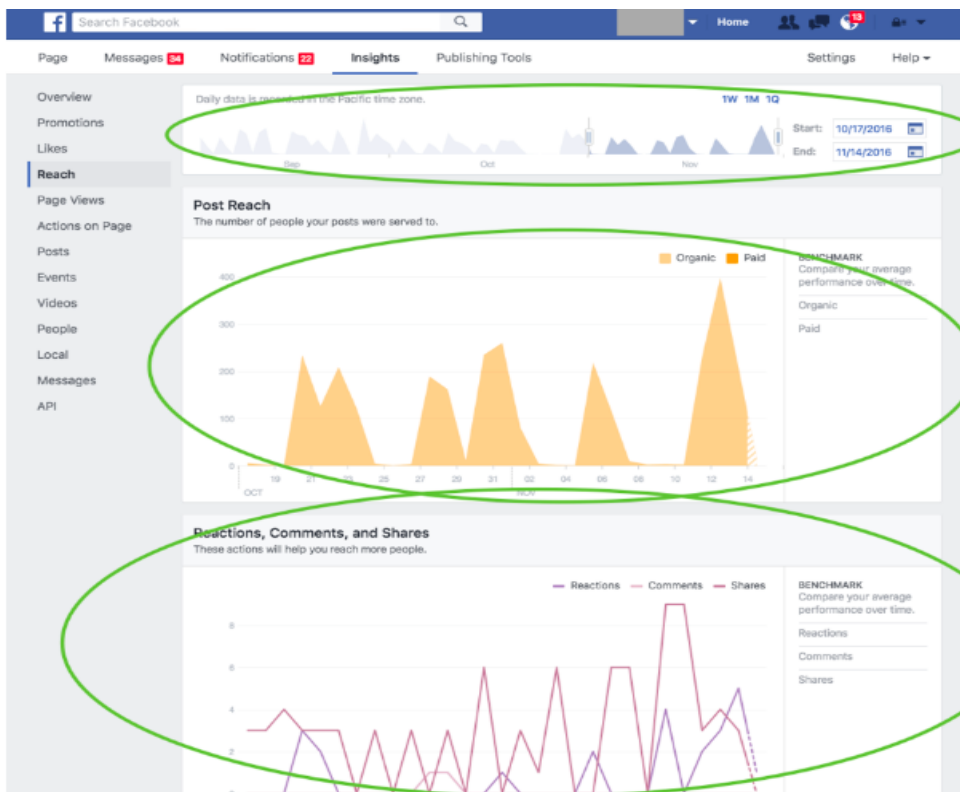 f Search Facebook Home 13
Page Messages 34 Notifications 22 Insights Publishing Tools Settings Help
Overview
Promotions
Likes
Reach
Page Views
Actions on Page
Posts
Events
Videos
People
Local
Messages
API
Daily data is recorded in the Pacific time zone. 1W 1M 1Q
Start: 10/17/2016
End: 11/14/2016
Sep Oct Nov
Post Reach
The number of people your posts were served to.
Organic Paid
400
300
200
100
0
19 21 23 25 27 29 31 02 04 06 08 10 12 14
OCT NOV
BENCHMARK
Compare your average
performance over time.
Organic
Paid
Reactions, Comments, and Shares
These actions will help you reach more people.
Reactions Comments Shares
8
6
4
2
0
BENCHMARK
Compare your average
performance over time.
Reactions
Comments
Shares